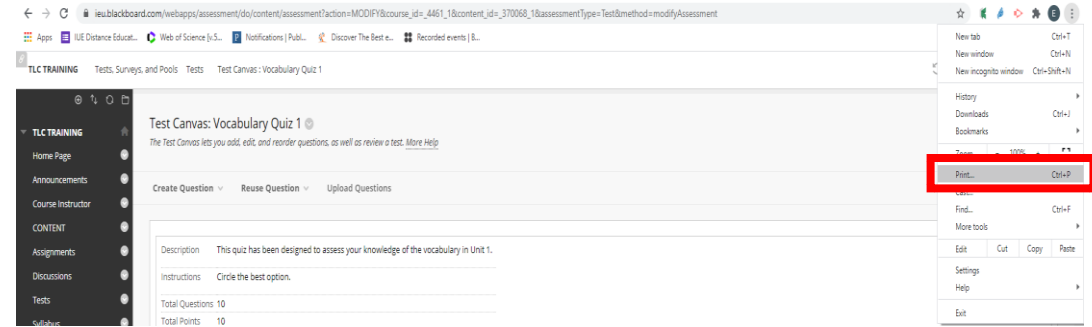 ieu.blackboard.com/webapps/assessment/do/content/assessment?action=MODIFY&course_id=_4461_1&content_id=_370068_1&assessmentType=Test&method=modifyAssessment
E
Apps IUE Distance Educat... Web of Science [v.5... Notifications | Publ... Discover The Best e... Recorded events | B...
TLC TRAINING Tests, Surveys, and Pools Tests Test Canvas : Vocabulary Quiz 1
TLC TRAINING
Home Page
Announcements
Course Instructor
CONTENT
Assignments
Discussions
Tests
Syllabus
Test Canvas: Vocabulary Quiz 1
The Test Canvas lets you add, edit, and reorder questions, as well as review a test. More Help
Create Question Reuse Question Upload Questions
Description This quiz has been designed to assess your knowledge of the vocabulary in Unit 1.
Instructions Circle the best option.
Total Questions 10
Total Points 10
New tab Ctrl+T
New window Ctrl+N
New incognito window Ctrl+Shift+N
History
Downloads Ctrl+J
Bookmarks
Zoom - 100% +
Print... Ctrl+P
Cast...
Find... Ctrl+F
More tools
Edit Cut Copy Paste
Settings
Help
Exit